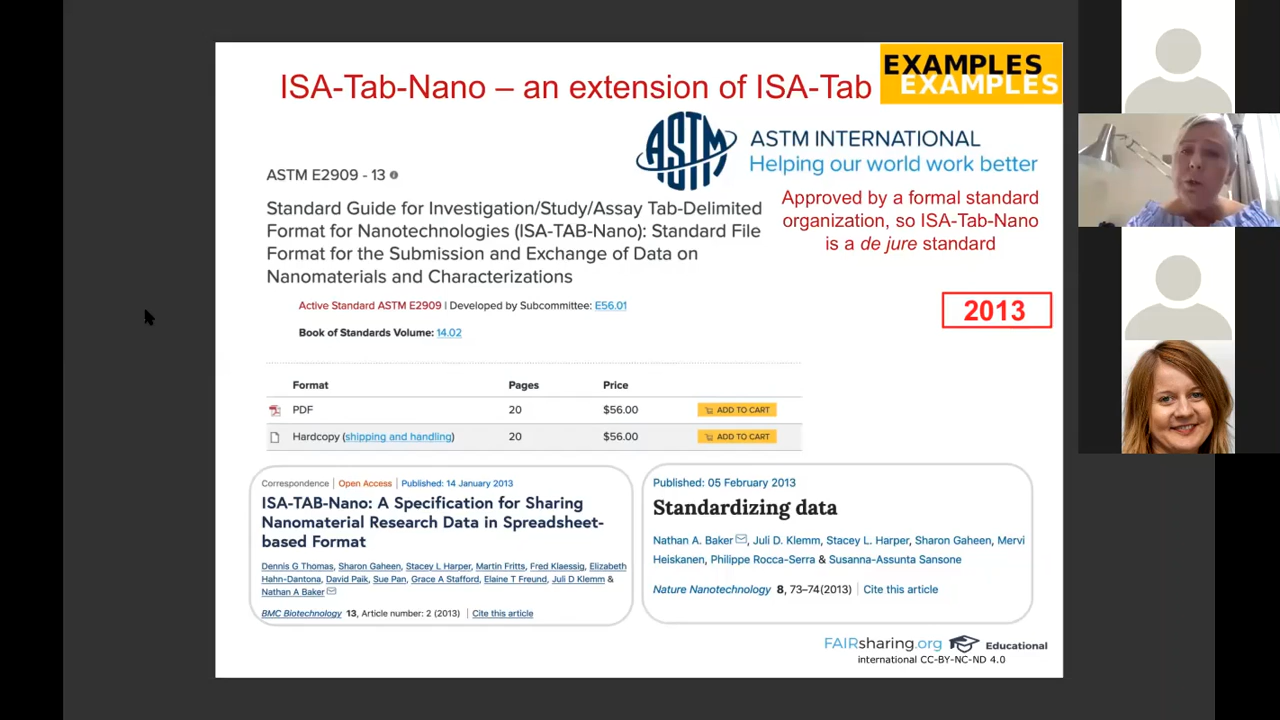 ISA-Tab-Nano – an extension of ISA-Tab
EXAMPLES
EXAMPLES
ASTM
ASTM INTERNATIONAL
Helping our world work better
ASTM E2909 - 13
Standard Guide for Investigation/Study/Assay Tab-Delimited
Format for Nanotechnologies (ISA-TAB-Nano): Standard File
Format for the Submission and Exchange of Data on
Nanomaterials and Characterizations
Approved by a formal standard
organization, so ISA-Tab-Nano
is a de jure standard
Active Standard ASTM E2909 | Developed by Subcommittee: E56.01
Book of Standards Volume: 14.02
2013
Format Pages Price
PDF 20 $56.00 ADD TO CART
Hardcopy (shipping and handling) 20 $56.00 ADD TO CART
Correspondence | Open Access | Published: 14 January 2013
ISA-TAB-Nano: A Specification for Sharing
Nanomaterial Research Data in Spreadsheet-
based Format
Dennis G Thomas, Sharon Gaheen, Stacey L Harper, Martin Fritts, Fred Klaessig, Elizabeth
Hahn-Dantona, David Paik, Sue Pan, Grace A Stafford, Elaine T Freund, Juli D Klemm &
Nathan A Baker
BMC Biotechnology 13, Article number: 2 (2013) | Cite this article
Published: 05 February 2013
Standardizing data
Nathan A. Baker, Juli D. Klemm, Stacey L. Harper, Sharon Gaheen, Mervi
Heiskanen, Philippe Rocca-Serra & Susanna-Assunta Sansone
Nature Nanotechnology 8, 73–74(2013) | Cite this article
FAIRsharing.org Educational
international CC-BY-NC-ND 4.0